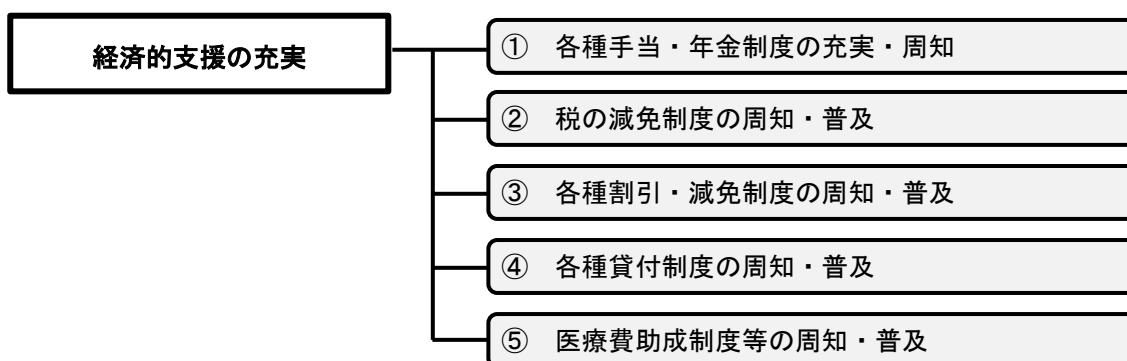 経済的支援の充実
① 各種手当・年金制度の充実・周知
② 税の減免制度の周知・普及
③ 各種割引・減免制度の周知・普及
④ 各種貸付制度の周知・普及
⑤ 医療費助成制度等の周知・普及